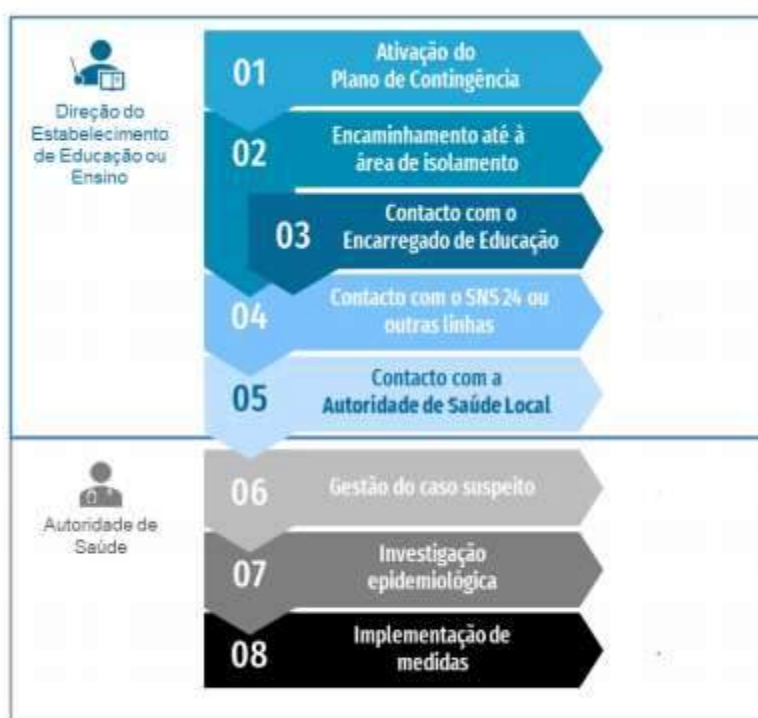 01
Ativação do
Plano de Contingência
Direção do
Estabelecimento
de Educação ou
Ensino
02
Encaminhamento até à
área de isolamento
03
Contacto com o
Encarregado de Educação
04
Contacto com o SNS 24 ou
outras linhas
05
Contacto com a
Autoridade de Saúde Local
06
Gestão do caso suspeito
Autoridade de
Saúde
07
Investigação
epidemiológica
08
Implementação de
medidas